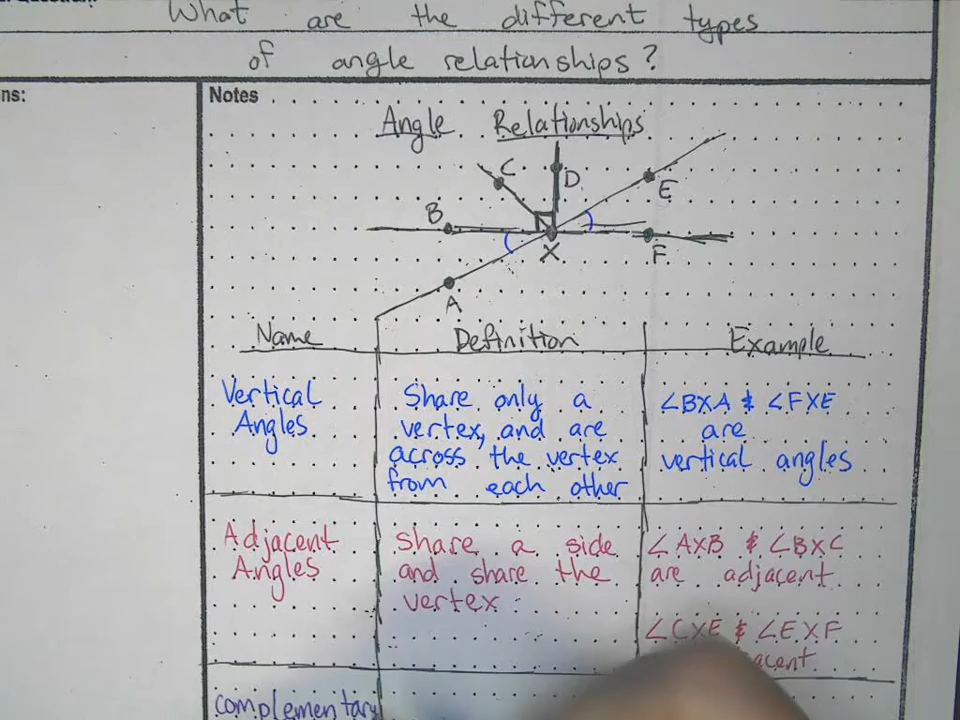 What are the different types
of angle relationships?
ns:
Notes
Angle Relationships
C
D
E
B
X
F
A
Name Definition Example
Vertical Angles
Share only a
vertex, and are
across the vertex
from each other
∠BXA & ∠FXE
are
vertical angles
Adjacent
Angles
Share a side
and share the
vertex
∠AXB & ∠BXC
are adjacent
∠CXE & ∠EXF
complementary